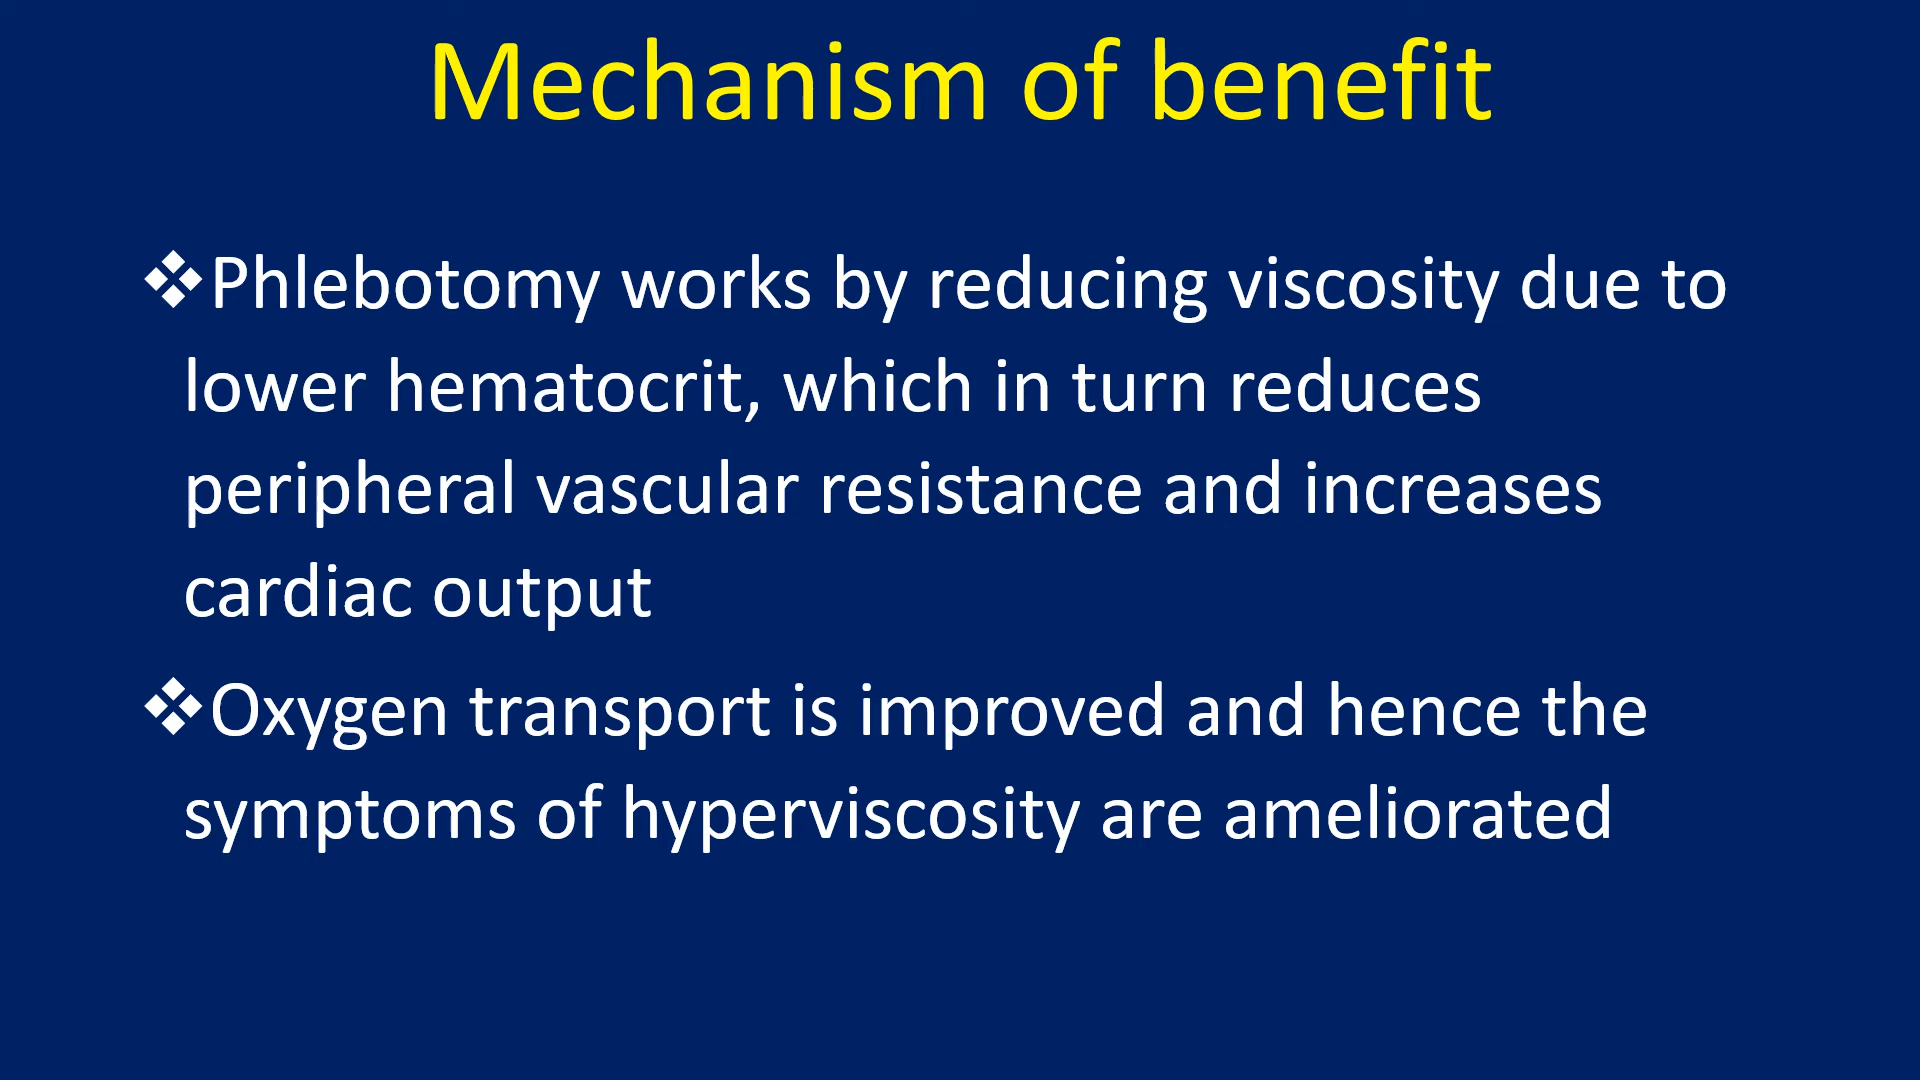 Mechanism of benefit
❖Phlebotomy works by reducing viscosity due to
lower hematocrit, which in turn reduces
peripheral vascular resistance and increases
cardiac output
❖Oxygen transport is improved and hence the
symptoms of hyperviscosity are ameliorated